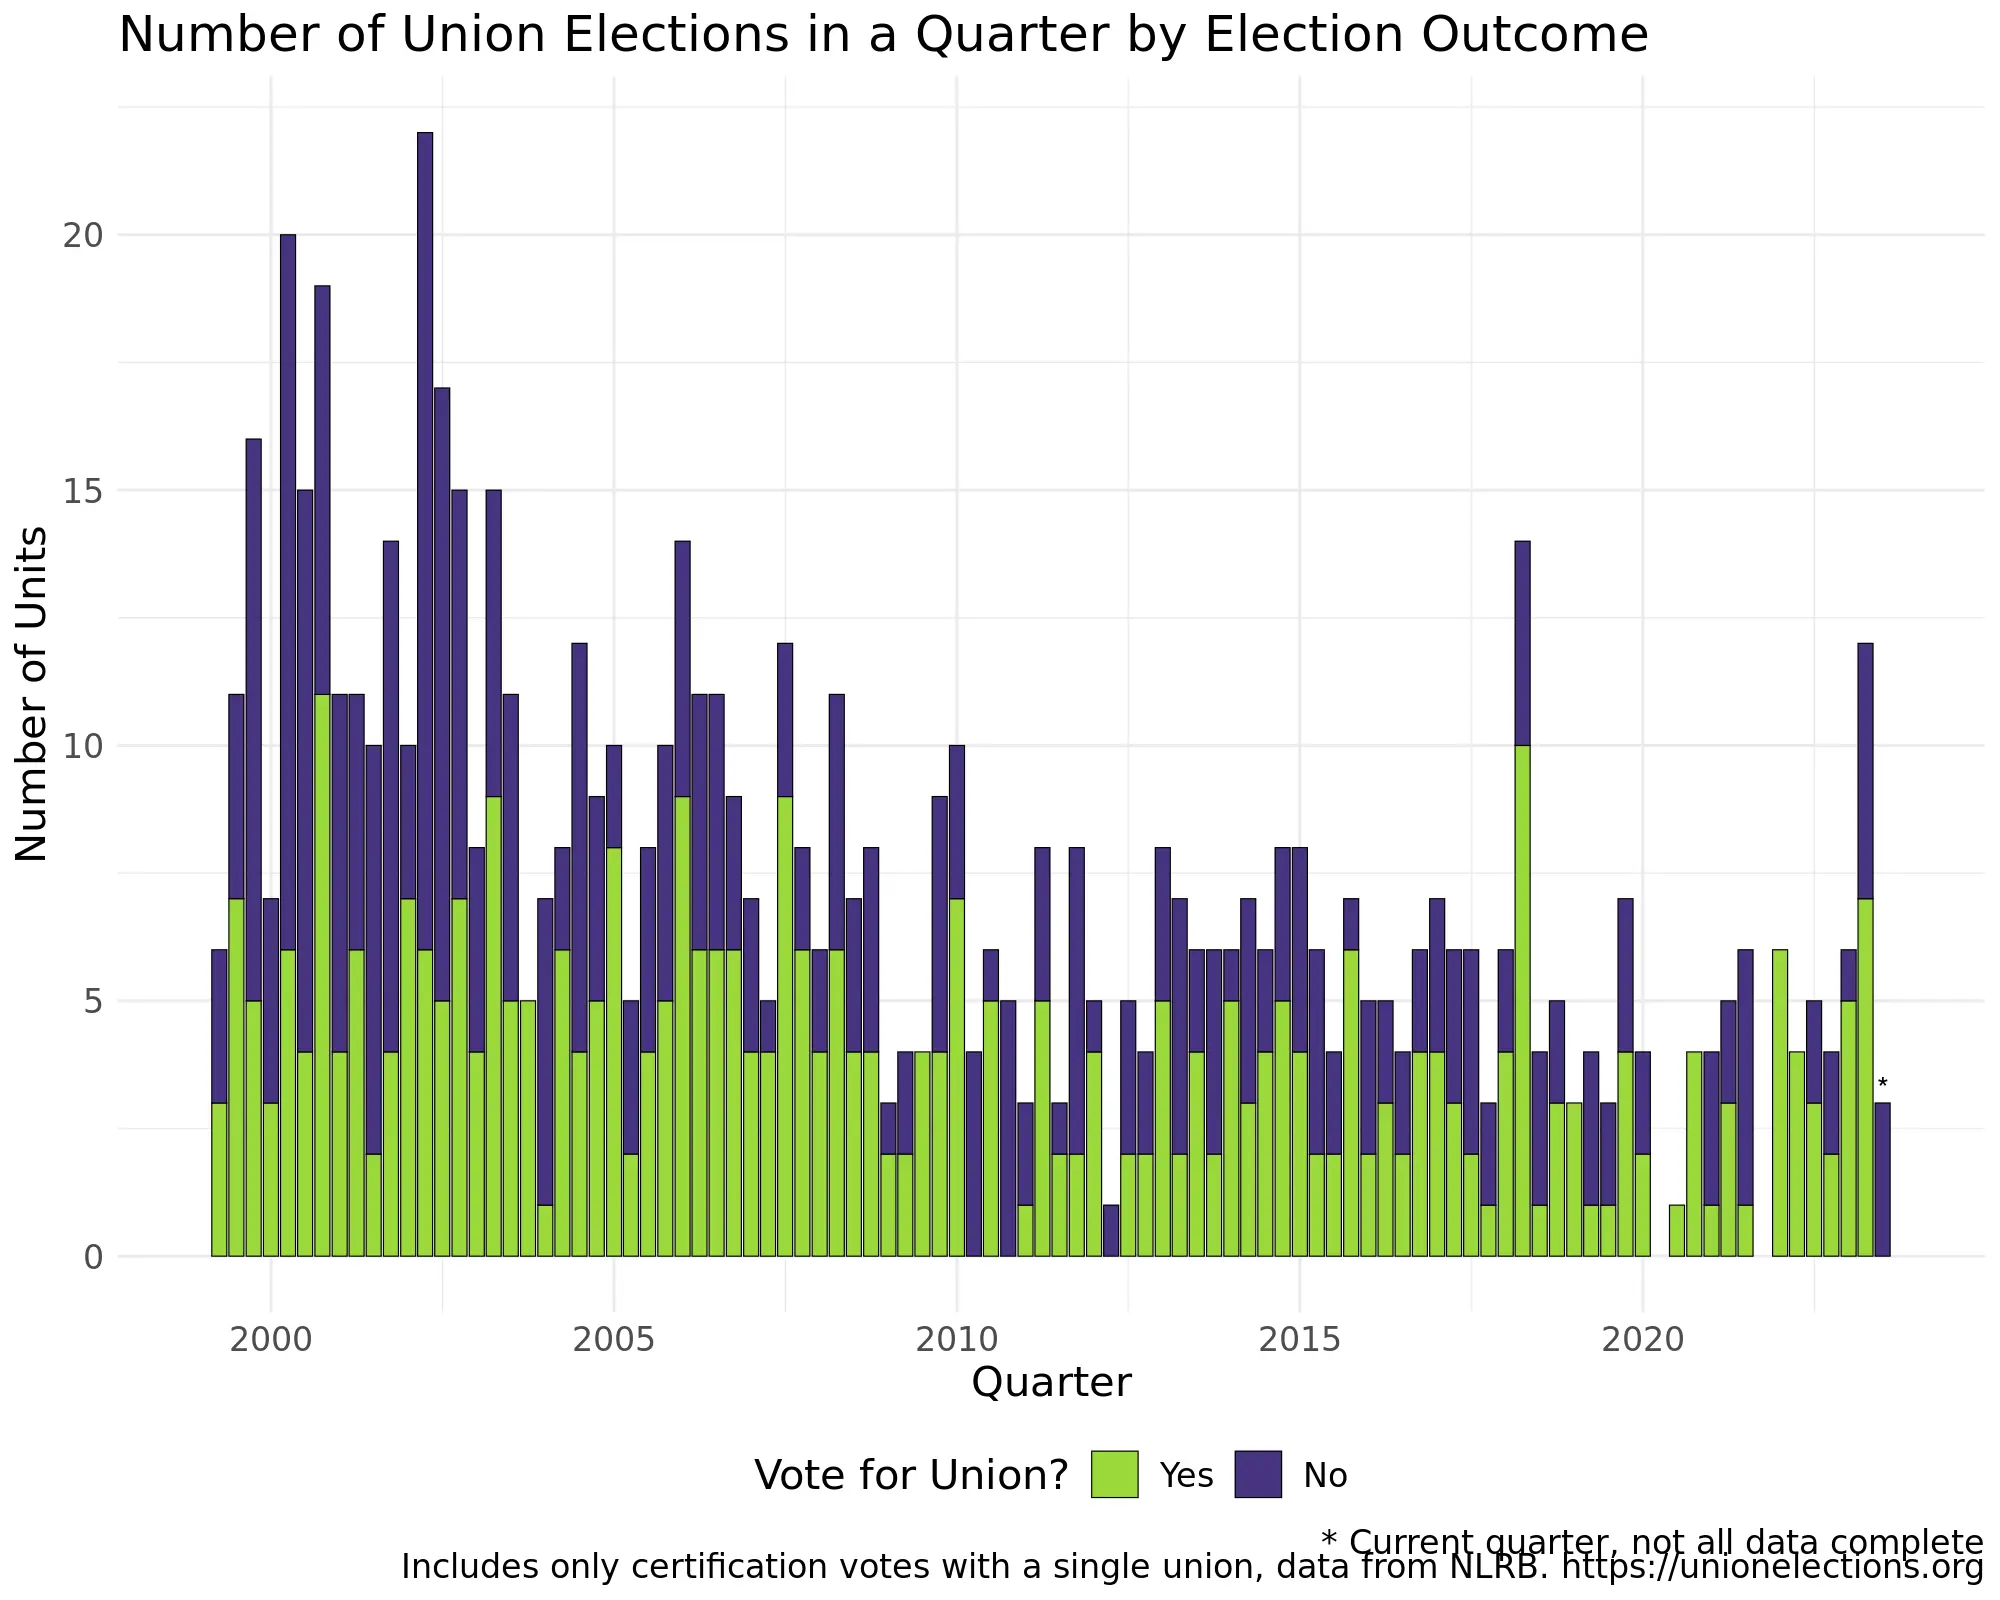 Number of Union Elections in a Quarter by Election Outcome
Number of Units
20
15
10
5
0
*
2000 2005 2010 2015 2020
Quarter
Vote for Union? Yes No
* Current quarter, not all data complete
Includes only certification votes with a single union, data from NLRB. https://unionelections.org